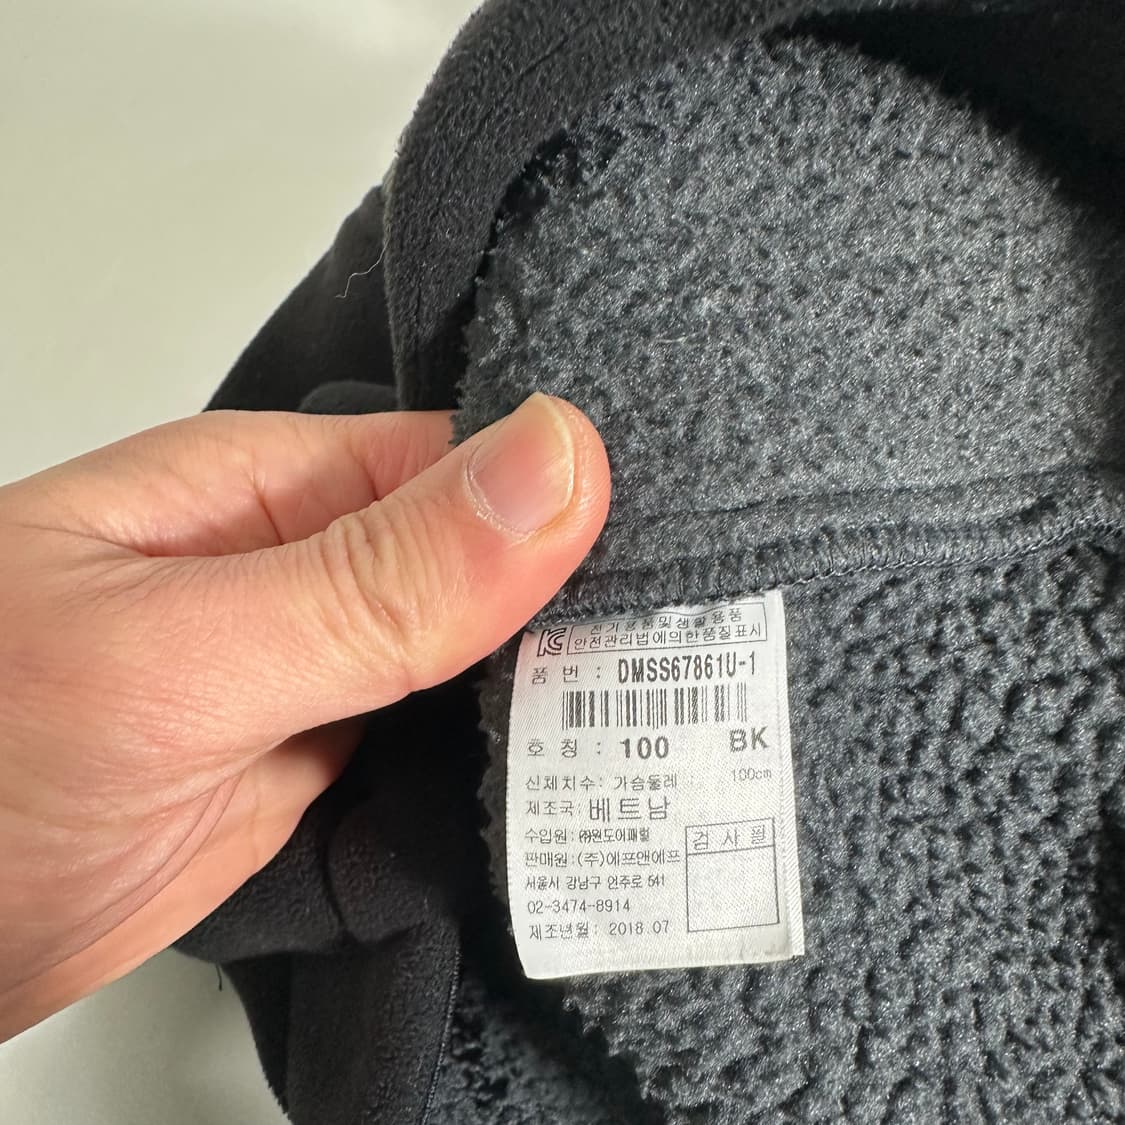 KC 전기용품및생활용품
안전관리법에의한품질표시
품 번 : DMSS67861U-1
호 칭 : 100 BK
신체치수: 가슴둘레 : 100cm
제조국: 베트남
수입원: ㈜원도어패럴
판매원:(주)에프앤에프
검 사 필
서울시 강남구 언주로 541
02-3474-8914
제조년월: 2018.07